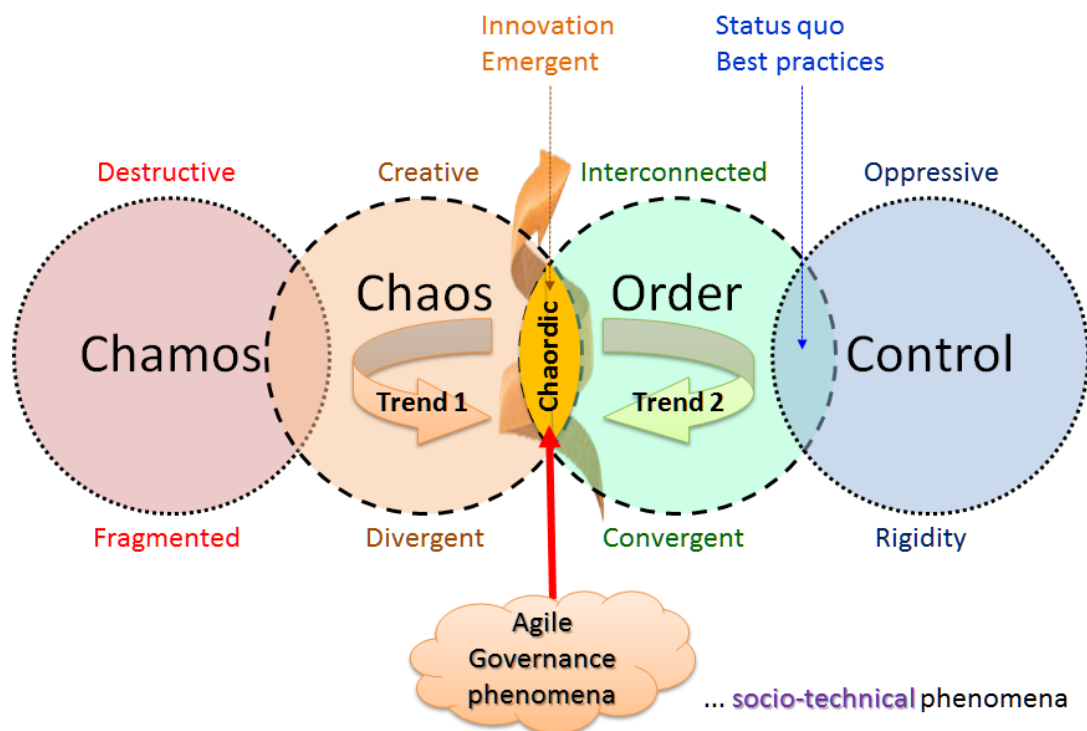 Innovation
Emergent
Status quo
Best practices
Destructive
Creative
Interconnected
Oppressive
Chamos
Chaos
Chaordic
Order
Control
Trend 1
Trend 2
Fragmented
Divergent
Convergent
Rigidity
Agile
Governance
phenomena
... socio-technical phenomena